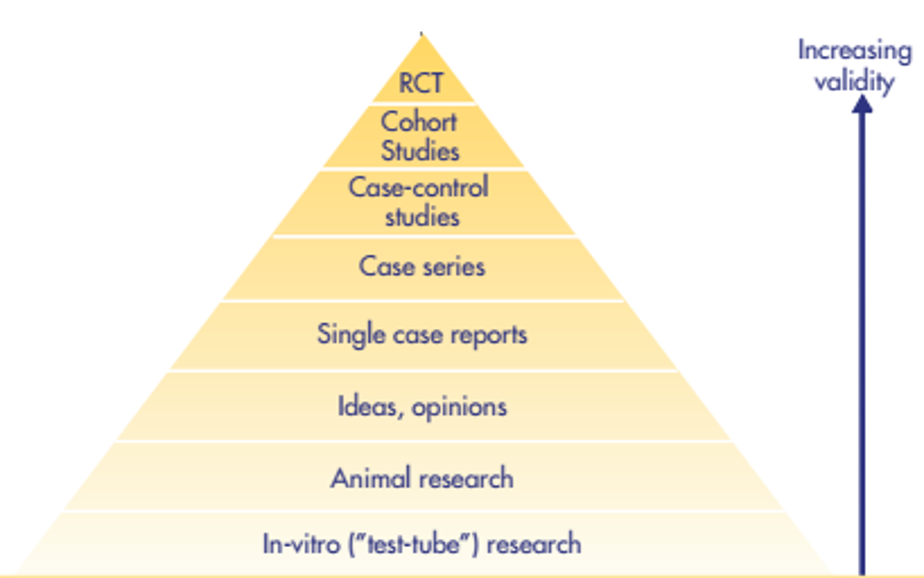 Increasing
validity
RCT
Cohort
Studies
Case-control
studies
Case series
Single case reports
Ideas, opinions
Animal research
In-vitro ("test-tube") research